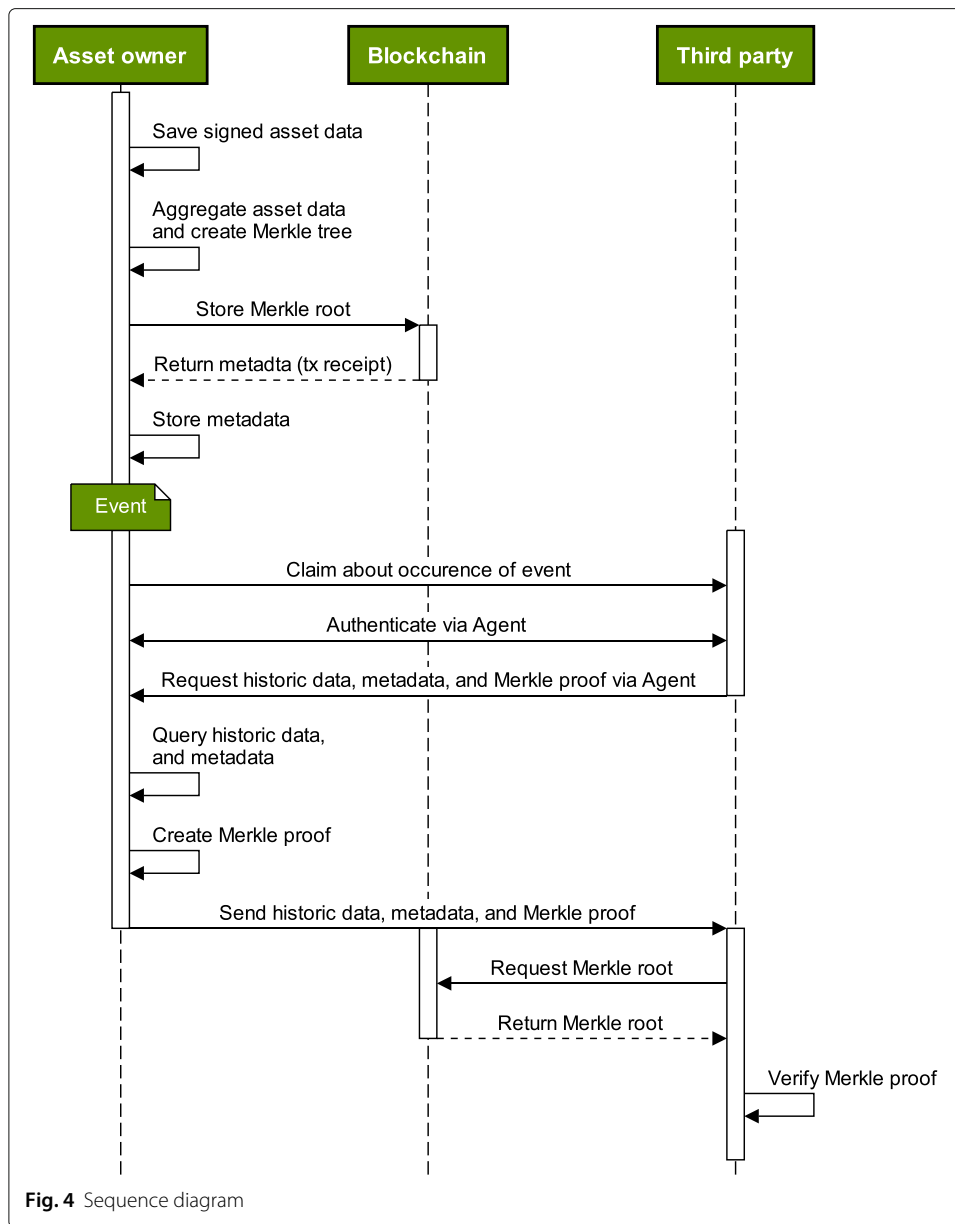 Asset owner
Blockchain
Third party
Save signed asset data
Aggregate asset data
and create Merkle tree
Store Merkle root
Return metadta (tx receipt)
Store metadata
Event
Claim about occurence of event
Authenticate via Agent
Request historic data, metadata, and Merkle proof via Agent
Query historic data,
and metadata
Create Merkle proof
Send historic data, metadata, and Merkle proof
Request Merkle root
Return Merkle root
Verify Merkle proof
Fig. 4 Sequence diagram